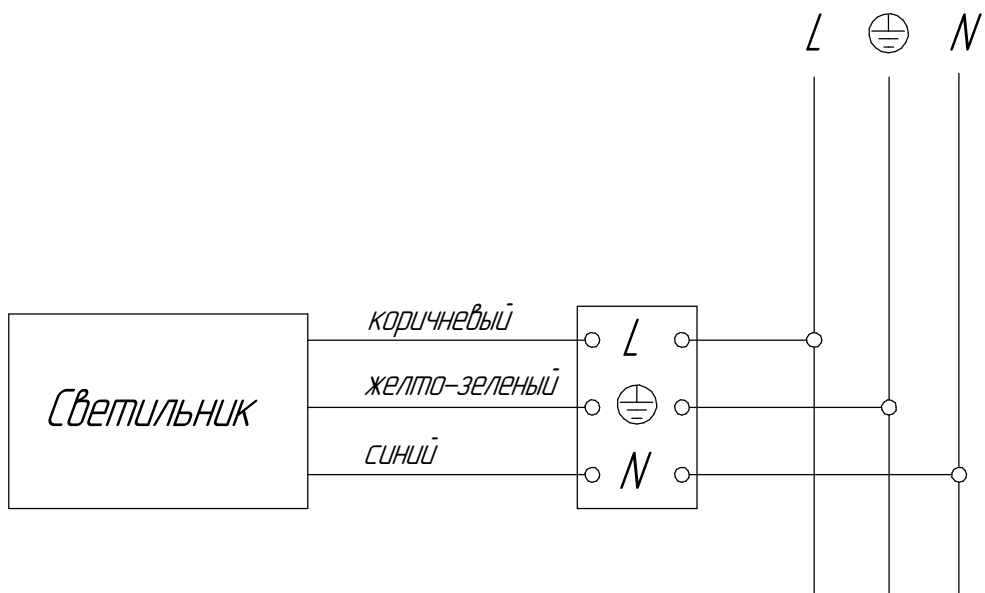 L ⏚ N
коричневый
L
желто-зеленый
⏚
Светильник
синий
N